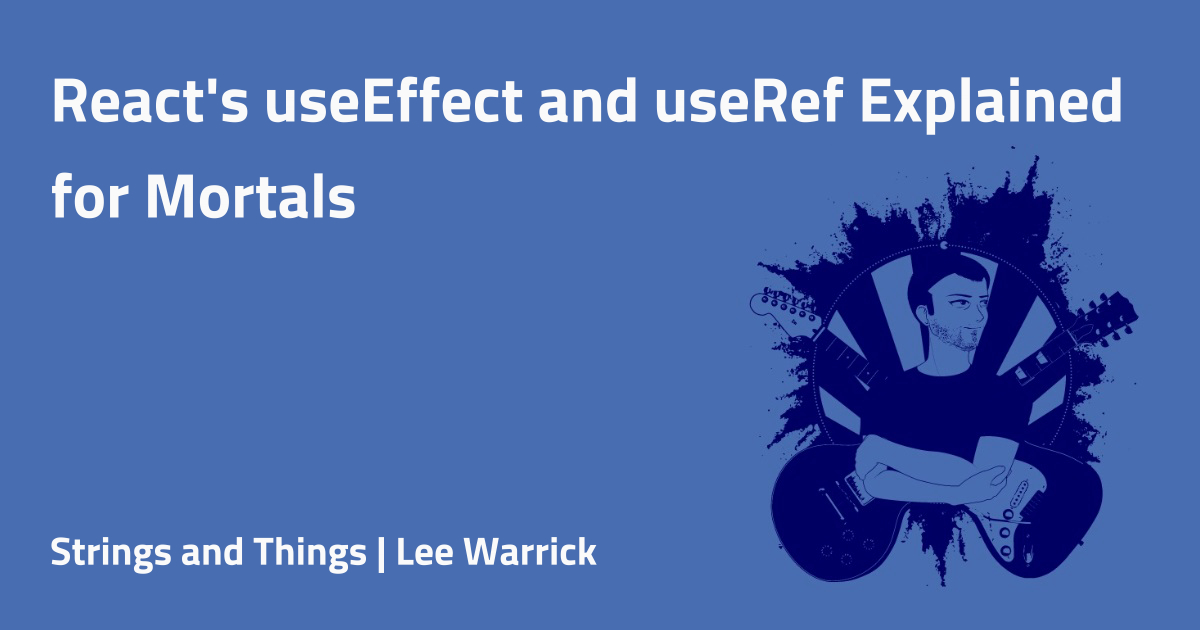 React's useEffect and useRef Explained
for Mortals
Strings and Things | Lee Warrick